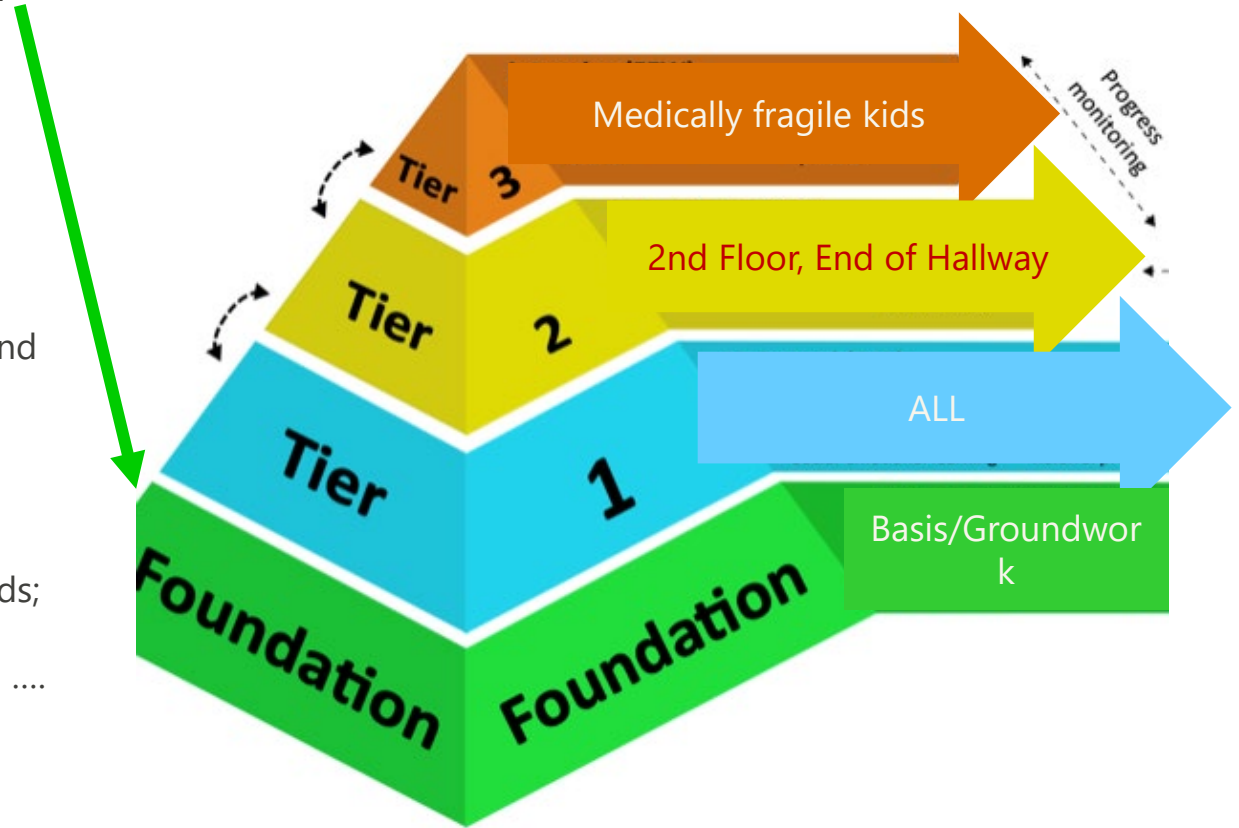 Medically fragile kids
Progress
monitoring
Tier 3
2nd Floor, End of Hallway
Tier 2
nd
ALL
Tier 1
Basis/Groundwor
k
ds;
Foundation Foundation
....